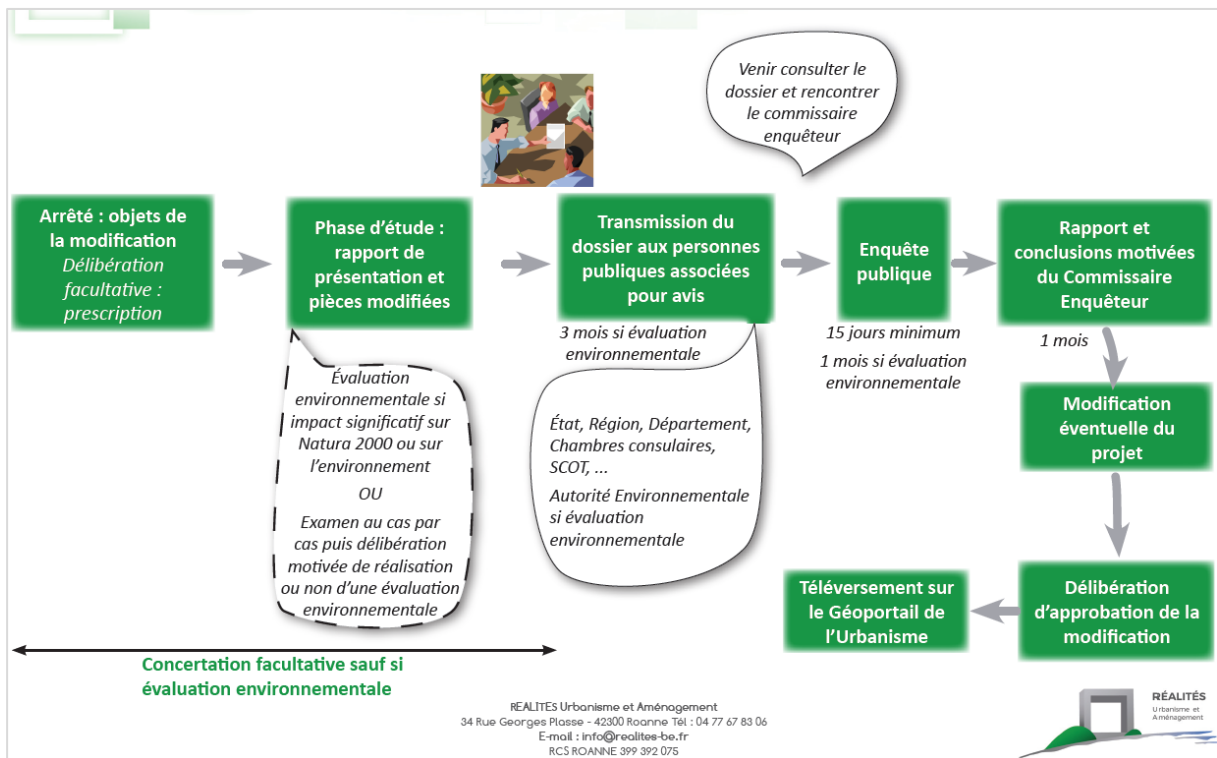 Venir consulter le
dossier et rencontrer
le commissaire
enquêteur
Arrêté : objets de
la modification
Délibération
facultative :
prescription
Phase d'étude :
rapport de
présentation et
pièces modifiées
Transmission du
dossier aux personnes
publiques associées
pour avis
Enquête
publique
Rapport et
conclusions motivées
du Commissaire
Enquêteur
3 mois si évaluation
environnementale
15 jours minimum
1 mois si évaluation
environnementale
1 mois
Évaluation
environnementale si
impact significatif sur
Natura 2000 ou sur
l'environnement
OU
Examen au cas par
cas puis délibération
motivée de réalisation
ou non d'une évaluation
environnementale
État, Région, Département,
Chambres consulaires,
SCOT, ...
Autorité Environnementale
si évaluation
environnementale
Modification
éventuelle du
projet
Délibération
d'approbation de la
modification
Téléversement sur
le Géoportail de
l'Urbanisme
Concertation facultative sauf si
évaluation environnementale
REALITES Urbanisme et Aménagement
34 Rue Georges Plasse - 42300 Roanne Tél : 04 77 67 83 06
E-mail : info@realites-be.fr
RCS ROANNE 399 392 075
RÉALITÉS
Urbanisme et
Aménagement